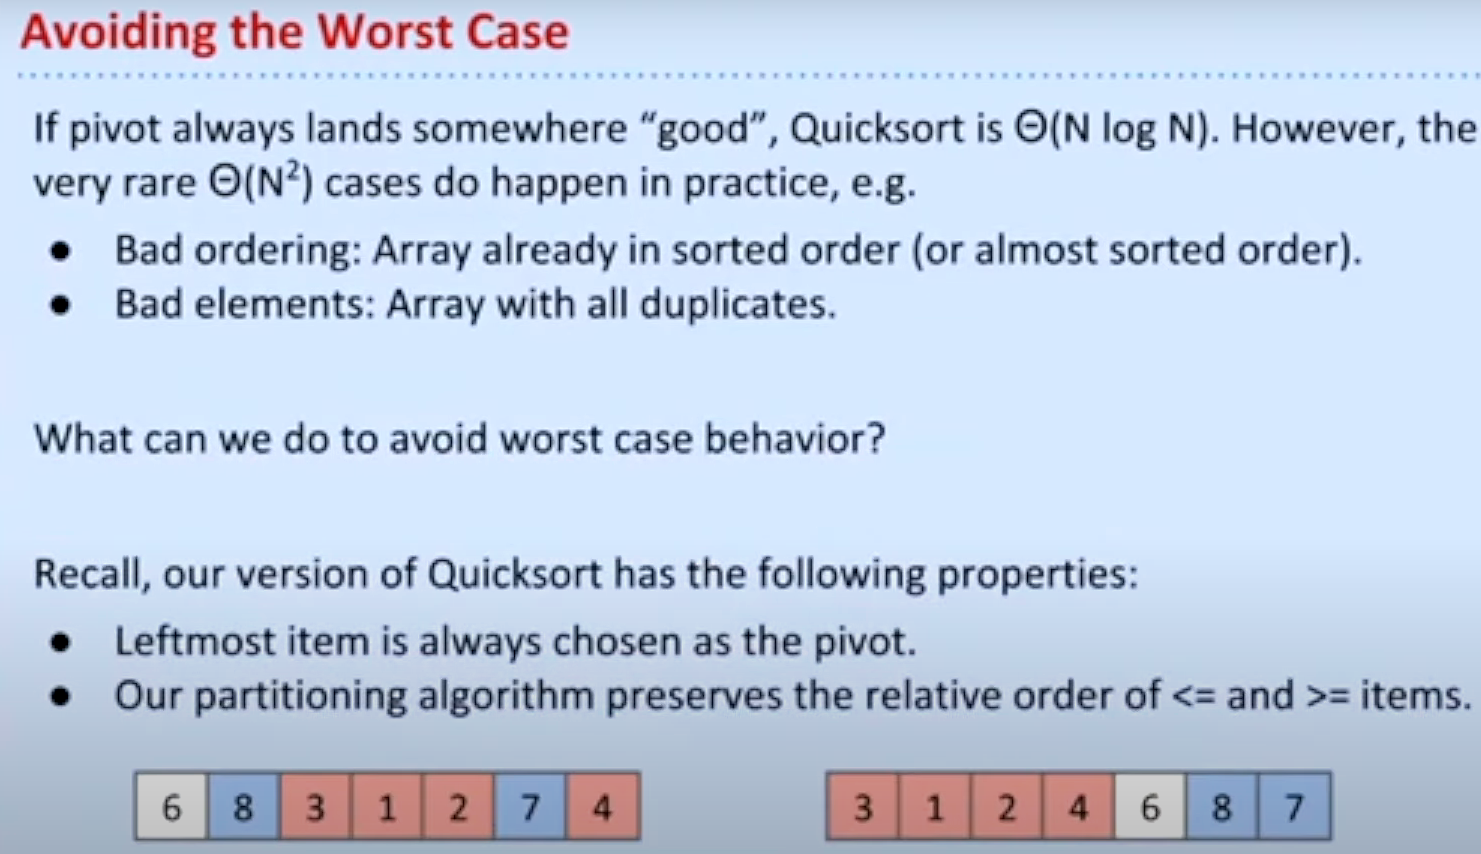 Avoiding the Worst Case
If pivot always lands somewhere “good”, Quicksort is Θ(N log N). However, the
very rare Θ(N²) cases do happen in practice, e.g.
● Bad ordering: Array already in sorted order (or almost sorted order).
● Bad elements: Array with all duplicates.
What can we do to avoid worst case behavior?
Recall, our version of Quicksort has the following properties:
● Leftmost item is always chosen as the pivot.
● Our partitioning algorithm preserves the relative order of <= and >= items.
6 8 3 1 2 7 4 3 1 2 4 6 8 7